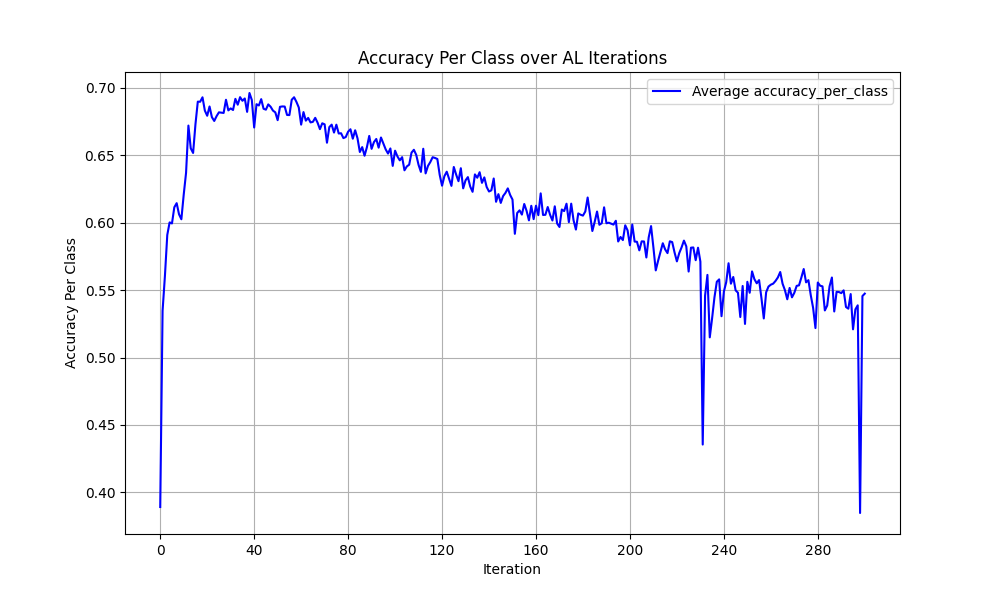 Accuracy Per Class over AL Iterations
Average accuracy_per_class
Accuracy Per Class
0.70
0.65
0.60
0.55
0.50
0.45
0.40
0 40 80 120 160 200 240 280
Iteration